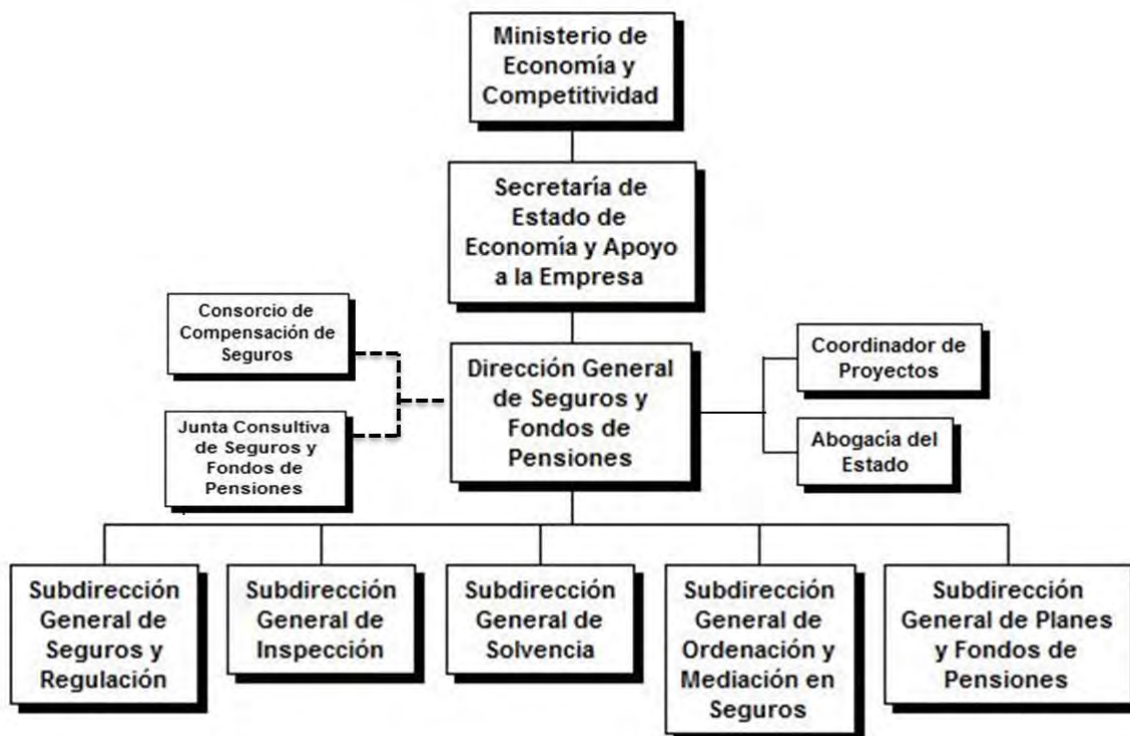 Ministerio de
Economía y
Competitividad
Secretaría de
Estado de
Economía y Apoyo
a la Empresa
Consorcio de
Compensación de
Seguros
Junta Consultiva
de Seguros y
Fondos de
Pensiones
Dirección General
de Seguros y
Fondos de
Pensiones
Coordinador de
Proyectos
Abogacía del
Estado
Subdirección
General de
Seguros y
Regulación
Subdirección
General de
Inspección
Subdirección
General de
Solvencia
Subdirección
General de
Ordenación y
Mediación en
Seguros
Subdirección
General de Planes
y Fondos de
Pensiones